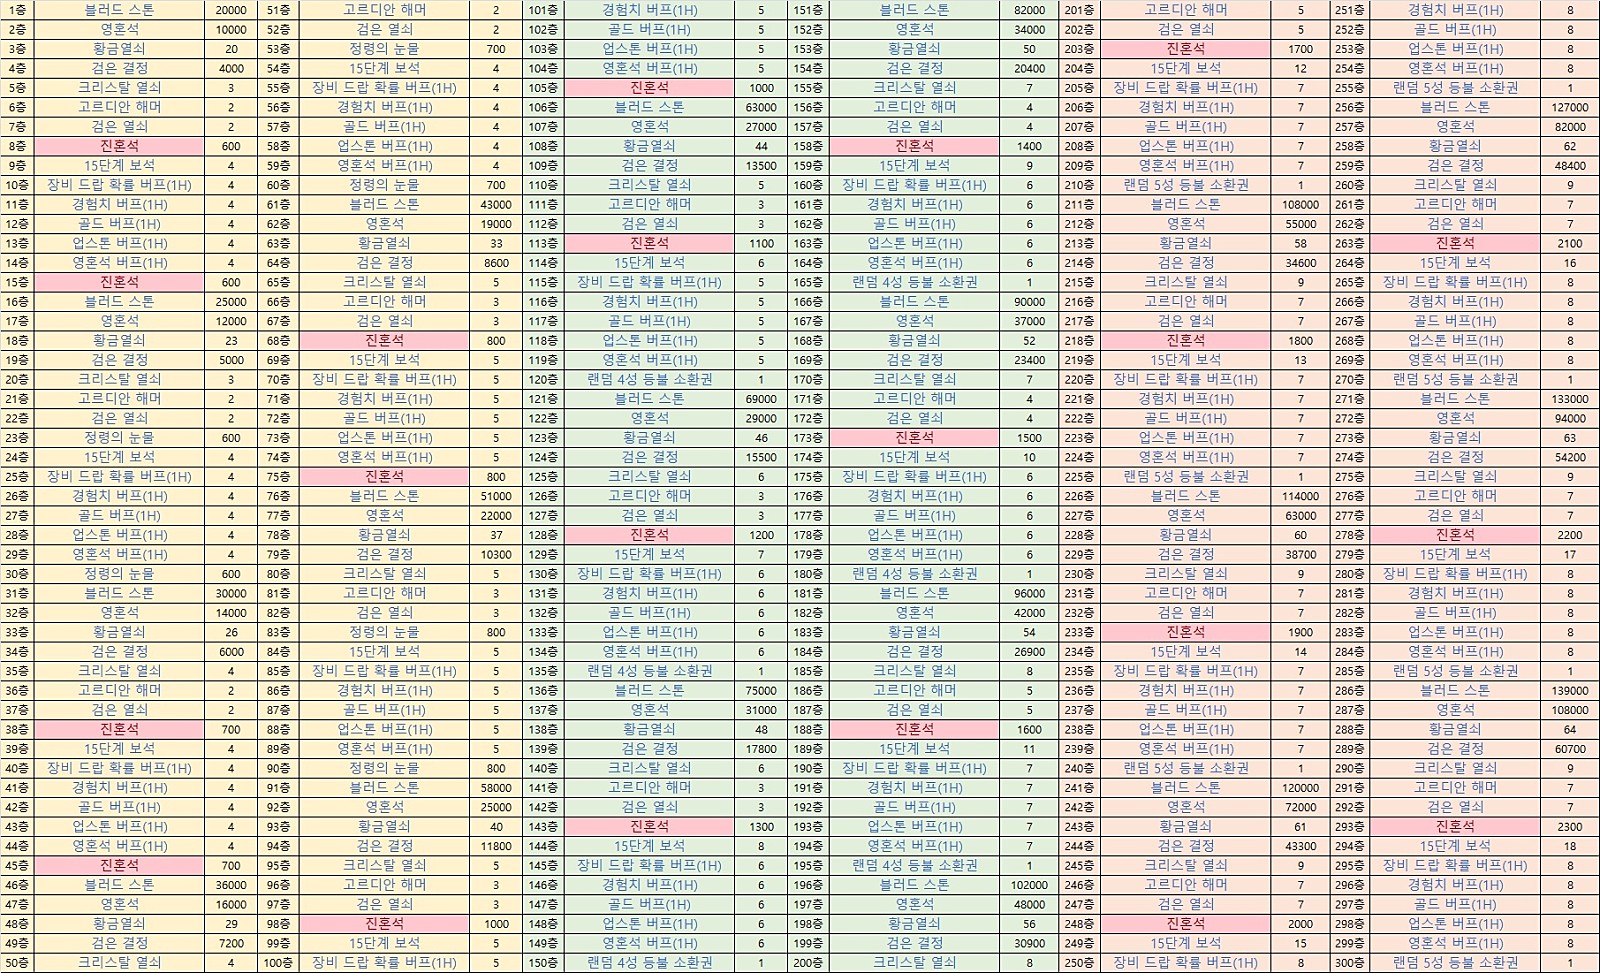 1층 블러드 스톤 20000 51층 고르디안 해머 2 101층 경험치 버프(1H) 5 151층 블러드 스톤 82000 201층 고르디안 해머 5 251층 경험치 버프(1H) 8
2층 영혼석 10000 52층 검은 열쇠 2 102층 골드 버프(1H) 5 152층 영혼석 34000 202층 검은 열쇠 5 252층 골드 버프(1H) 8
3층 황금열쇠 20 53층 정령의 눈물 700 103층 업스톤 버프(1H) 5 153층 황금열쇠 50 203층 진혼석 1700 253층 업스톤 버프(1H) 8
4층 검은 결정 4000 54층 15단계 보석 4 104층 영혼석 버프(1H) 5 154층 검은 결정 20400 204층 15단계 보석 12 254층 영혼석 버프(1H) 8
5층 크리스탈 열쇠 3 55층 장비 드랍 확률 버프(1H) 4 105층 진혼석 1000 155층 크리스탈 열쇠 7 205층 장비 드랍 확률 버프(1H) 7 255층 랜덤 5성 등불 소환권 1
6층 고르디안 해머 2 56층 경험치 버프(1H) 4 106층 블러드 스톤 63000 156층 고르디안 해머 4 206층 경험치 버프(1H) 7 256층 블러드 스톤 127000
7층 검은 열쇠 2 57층 골드 버프(1H) 4 107층 영혼석 27000 157층 검은 열쇠 4 207층 골드 버프(1H) 7 257층 영혼석 82000
8층 진혼석 600 58층 업스톤 버프(1H) 4 108층 황금열쇠 44 158층 진혼석 1400 208층 업스톤 버프(1H) 7 258층 황금열쇠 62
9층 15단계 보석 4 59층 영혼석 버프(1H) 4 109층 검은 결정 13500 159층 15단계 보석 9 209층 영혼석 버프(1H) 7 259층 검은 결정 48400
10층 장비 드랍 확률 버프(1H) 4 60층 정령의 눈물 700 110층 크리스탈 열쇠 5 160층 장비 드랍 확률 버프(1H) 6 210층 랜덤 5성 등불 소환권 1 260층 크리스탈 열쇠 9
11층 경험치 버프(1H) 4 61층 블러드 스톤 43000 111층 고르디안 해머 3 161층 경험치 버프(1H) 6 211층 블러드 스톤 108000 261층 고르디안 해머 7
12층 골드 버프(1H) 4 62층 영혼석 19000 112층 검은 열쇠 3 162층 골드 버프(1H) 6 212층 영혼석 55000 262층 검은 열쇠 7
13층 업스톤 버프(1H) 4 63층 황금열쇠 33 113층 진혼석 1100 163층 업스톤 버프(1H) 6 213층 황금열쇠 58 263층 진혼석 2100
14층 영혼석 버프(1H) 4 64층 검은 결정 8600 114층 15단계 보석 6 164층 영혼석 버프(1H) 6 214층 검은 결정 34600 264층 15단계 보석 16
15층 진혼석 600 65층 크리스탈 열쇠 5 115층 장비 드랍 확률 버프(1H) 5 165층 랜덤 4성 등불 소환권 1 215층 크리스탈 열쇠 9 265층 장비 드랍 확률 버프(1H) 8
16층 블러드 스톤 25000 66층 고르디안 해머 3 116층 경험치 버프(1H) 5 166층 블러드 스톤 90000 216층 고르디안 해머 7 266층 경험치 버프(1H) 8
17층 영혼석 12000 67층 검은 열쇠 3 117층 골드 버프(1H) 5 167층 영혼석 37000 217층 검은 열쇠 7 267층 골드 버프(1H) 8
18층 황금열쇠 23 68층 진혼석 800 118층 업스톤 버프(1H) 5 168층 황금열쇠 52 218층 진혼석 1800 268층 업스톤 버프(1H) 8
19층 검은 결정 5000 69층 15단계 보석 5 119층 영혼석 버프(1H) 5 169층 검은 결정 23400 219층 15단계 보석 13 269층 영혼석 버프(1H) 8
20층 크리스탈 열쇠 3 70층 장비 드랍 확률 버프(1H) 5 120층 랜덤 4성 등불 소환권 1 170층 크리스탈 열쇠 7 220층 장비 드랍 확률 버프(1H) 7 270층 랜덤 5성 등불 소환권 1
21층 고르디안 해머 2 71층 경험치 버프(1H) 5 121층 블러드 스톤 69000 171층 고르디안 해머 4 221층 경험치 버프(1H) 7 271층 블러드 스톤 133000
22층 검은 열쇠 2 72층 골드 버프(1H) 5 122층 영혼석 29000 172층 검은 열쇠 4 222층 골드 버프(1H) 7 272층 영혼석 94000
23층 정령의 눈물 600 73층 업스톤 버프(1H) 5 123층 황금열쇠 46 173층 진혼석 1500 223층 업스톤 버프(1H) 7 273층 황금열쇠 63
24층 15단계 보석 4 74층 영혼석 버프(1H) 5 124층 검은 결정 15500 174층 15단계 보석 10 224층 영혼석 버프(1H) 7 274층 검은 결정 54200
25층 장비 드랍 확률 버프(1H) 4 75층 진혼석 800 125층 크리스탈 열쇠 6 175층 장비 드랍 확률 버프(1H) 6 225층 랜덤 5성 등불 소환권 1 275층 크리스탈 열쇠 9
26층 경험치 버프(1H) 4 76층 블러드 스톤 51000 126층 고르디안 해머 3 176층 경험치 버프(1H) 6 226층 블러드 스톤 114000 276층 고르디안 해머 7
27층 골드 버프(1H) 4 77층 영혼석 22000 127층 검은 열쇠 3 177층 골드 버프(1H) 6 227층 영혼석 63000 277층 검은 열쇠 7
28층 업스톤 버프(1H) 4 78층 황금열쇠 37 128층 진혼석 1200 178층 업스톤 버프(1H) 6 228층 황금열쇠 60 278층 진혼석 2200
29층 영혼석 버프(1H) 4 79층 검은 결정 10300 129층 15단계 보석 7 179층 영혼석 버프(1H) 6 229층 검은 결정 38700 279층 15단계 보석 17
30층 정령의 눈물 600 80층 크리스탈 열쇠 5 130층 장비 드랍 확률 버프(1H) 6 180층 랜덤 4성 등불 소환권 1 230층 크리스탈 열쇠 9 280층 장비 드랍 확률 버프(1H) 8
31층 블러드 스톤 30000 81층 고르디안 해머 3 131층 경험치 버프(1H) 6 181층 블러드 스톤 96000 231층 고르디안 해머 7 281층 경험치 버프(1H) 8
32층 영혼석 14000 82층 검은 열쇠 3 132층 골드 버프(1H) 6 182층 영혼석 42000 232층 검은 열쇠 7 282층 골드 버프(1H) 8
33층 황금열쇠 26 83층 정령의 눈물 800 133층 업스톤 버프(1H) 6 183층 황금열쇠 54 233층 진혼석 1900 283층 업스톤 버프(1H) 8
34층 검은 결정 6000 84층 15단계 보석 5 134층 영혼석 버프(1H) 6 184층 검은 결정 26900 234층 15단계 보석 14 284층 영혼석 버프(1H) 8
35층 크리스탈 열쇠 4 85층 장비 드랍 확률 버프(1H) 5 135층 랜덤 4성 등불 소환권 1 185층 크리스탈 열쇠 8 235층 장비 드랍 확률 버프(1H) 7 285층 랜덤 5성 등불 소환권 1
36층 고르디안 해머 2 86층 경험치 버프(1H) 5 136층 블러드 스톤 75000 186층 고르디안 해머 5 236층 경험치 버프(1H) 7 286층 블러드 스톤 139000
37층 검은 열쇠 2 87층 골드 버프(1H) 5 137층 영혼석 31000 187층 검은 열쇠 5 237층 골드 버프(1H) 7 287층 영혼석 108000
38층 진혼석 700 88층 업스톤 버프(1H) 5 138층 황금열쇠 48 188층 진혼석 1600 238층 업스톤 버프(1H) 7 288층 황금열쇠 64
39층 15단계 보석 4 89층 영혼석 버프(1H) 5 139층 검은 결정 17800 189층 15단계 보석 11 239층 영혼석 버프(1H) 7 289층 검은 결정 60700
40층 장비 드랍 확률 버프(1H) 4 90층 정령의 눈물 800 140층 크리스탈 열쇠 6 190층 장비 드랍 확률 버프(1H) 7 240층 랜덤 5성 등불 소환권 1 290층 크리스탈 열쇠 9
41층 경험치 버프(1H) 4 91층 블러드 스톤 58000 141층 고르디안 해머 3 191층 경험치 버프(1H) 7 241층 블러드 스톤 120000 291층 고르디안 해머 7
42층 골드 버프(1H) 4 92층 영혼석 25000 142층 검은 열쇠 3 192층 골드 버프(1H) 7 242층 영혼석 72000 292층 검은 열쇠 7
43층 업스톤 버프(1H) 4 93층 황금열쇠 40 143층 진혼석 1300 193층 업스톤 버프(1H) 7 243층 황금열쇠 61 293층 진혼석 2300
44층 영혼석 버프(1H) 4 94층 검은 결정 11800 144층 15단계 보석 8 194층 영혼석 버프(1H) 7 244층 검은 결정 43300 294층 15단계 보석 18
45층 진혼석 700 95층 크리스탈 열쇠 5 145층 장비 드랍 확률 버프(1H) 6 195층 랜덤 4성 등불 소환권 1 245층 크리스탈 열쇠 9 295층 장비 드랍 확률 버프(1H) 8
46층 블러드 스톤 36000 96층 고르디안 해머 3 146층 경험치 버프(1H) 6 196층 블러드 스톤 102000 246층 고르디안 해머 7 296층 경험치 버프(1H) 8
47층 영혼석 16000 97층 검은 열쇠 3 147층 골드 버프(1H) 6 197층 영혼석 48000 247층 검은 열쇠 7 297층 골드 버프(1H) 8
48층 황금열쇠 29 98층 진혼석 1000 148층 업스톤 버프(1H) 6 198층 황금열쇠 56 248층 진혼석 2000 298층 업스톤 버프(1H) 8
49층 검은 결정 7200 99층 15단계 보석 5 149층 영혼석 버프(1H) 6 199층 검은 결정 30900 249층 15단계 보석 15 299층 영혼석 버프(1H) 8
50층 크리스탈 열쇠 4 100층 장비 드랍 확률 버프(1H) 5 150층 랜덤 4성 등불 소환권 1 200층 크리스탈 열쇠 8 250층 장비 드랍 확률 버프(1H) 8 300층 랜덤 5성 등불 소환권 1